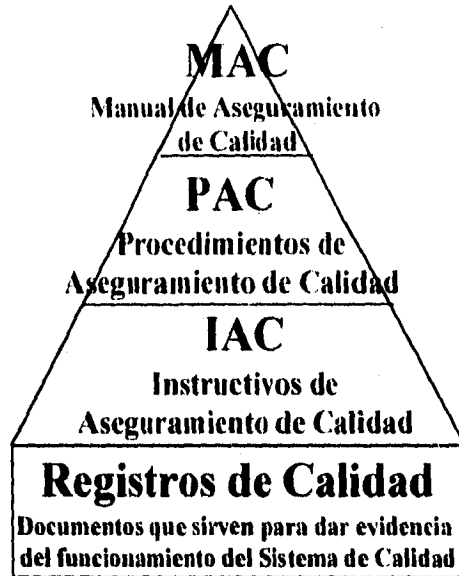 MAC
Manual de Aseguramiento
de Calidad
PAC
Procedimientos de
Aseguramiento de Calidad
IAC
Instructivos de
Aseguramiento de Calidad
Registros de Calidad
Documentos que sirven para dar evidencia
del funcionamiento del Sistema de Calidad